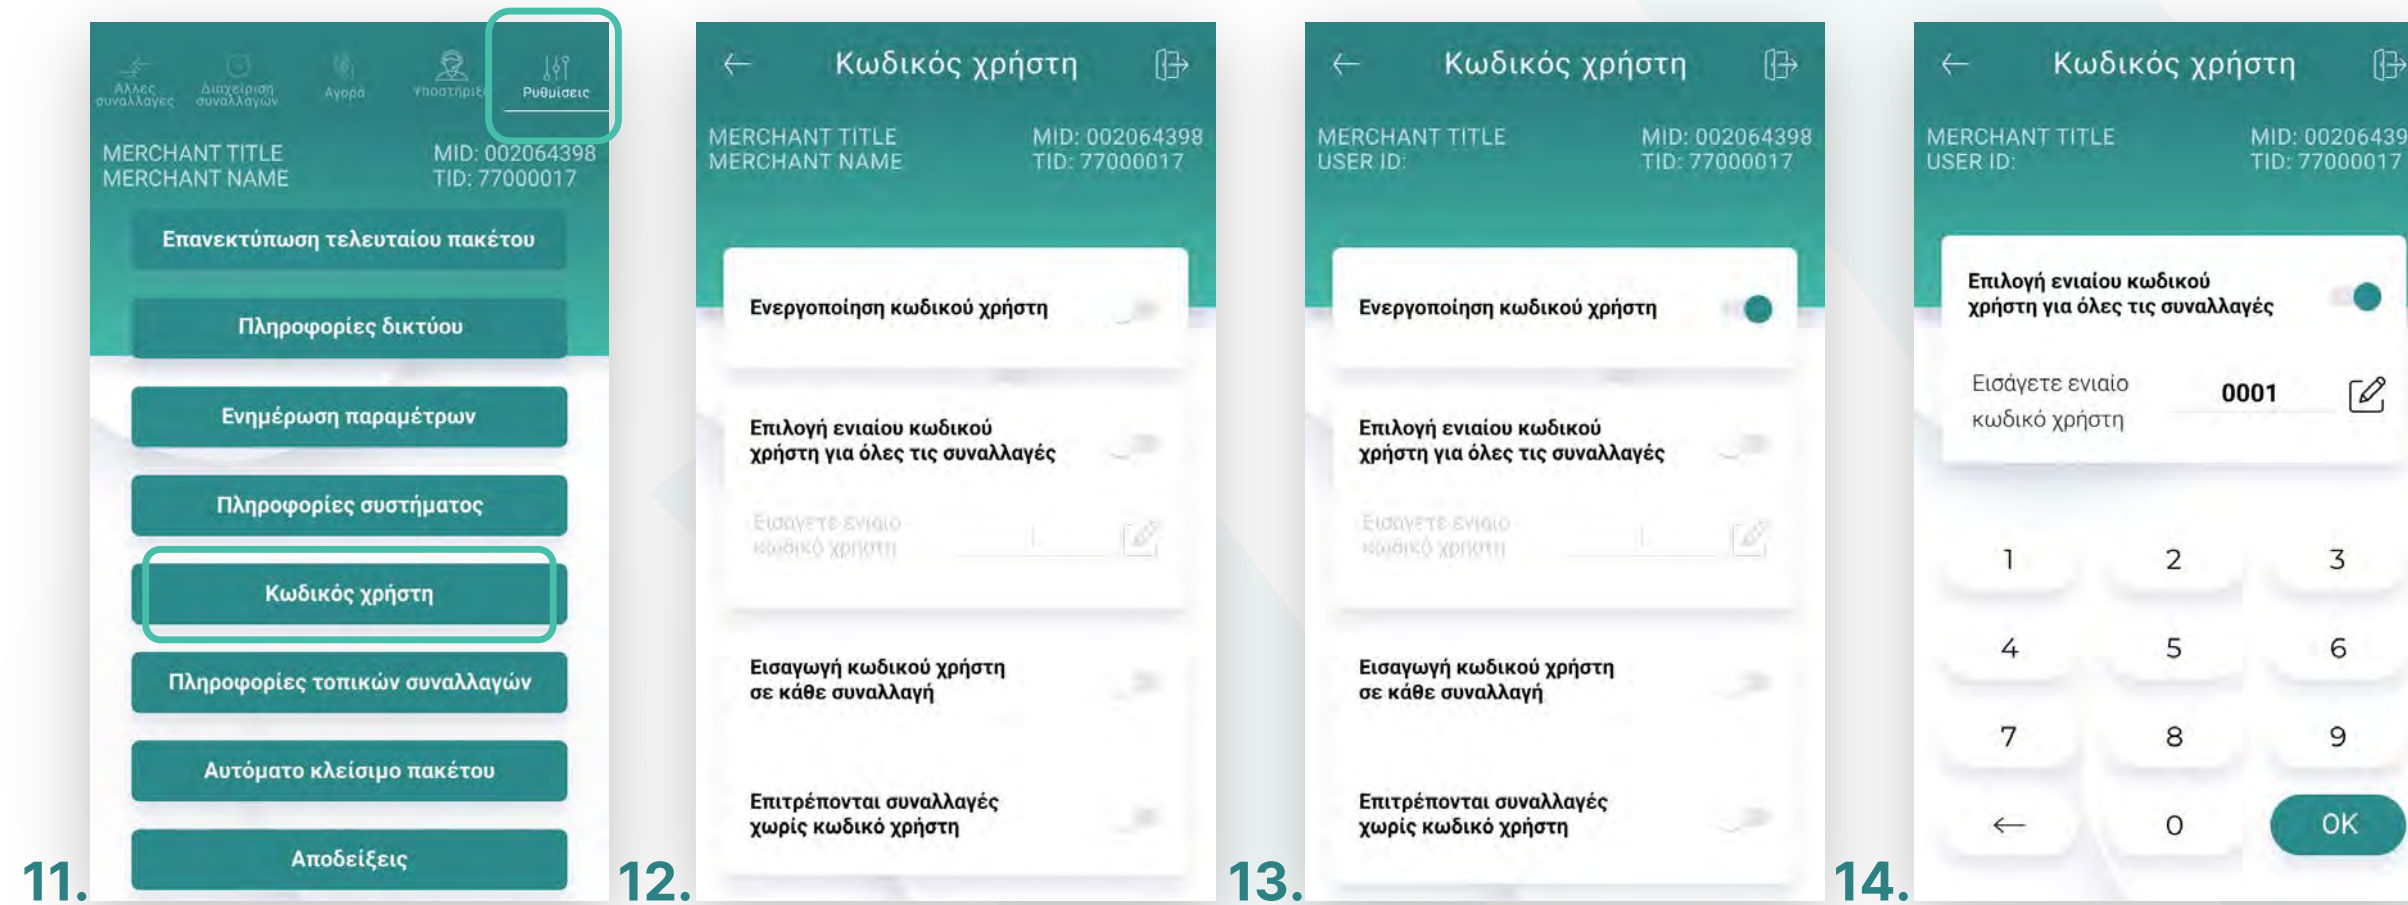 Άλλες
συναλλαγές
Διαχείριση
συναλλαγών
Αγορά
Υποστήριξη
Ρυθμίσεις
MERCHANT TITLE
MID: 002064398
MERCHANT NAME
TID: 77000017
Επανεκτύπωση τελευταίου πακέτου
Πληροφορίες δικτύου
Ενημέρωση παραμέτρων
Πληροφορίες συστήματος
Κωδικός χρήστη
Πληροφορίες τοπικών συναλλαγών
Αυτόματο κλείσιμο πακέτου
Αποδείξεις
11.
Κωδικός χρήστη
MERCHANT TITLE
MID: 002064398
MERCHANT NAME
TID: 77000017
Ενεργοποίηση κωδικού χρήστη
Επιλογή ενιαίου κωδικού
χρήστη για όλες τις συναλλαγές
Εισάγετε ενιαίο
κωδικό χρήστη
Εισαγωγή κωδικού χρήστη
σε κάθε συναλλαγή
Επιτρέπονται συναλλαγές
χωρίς κωδικό χρήστη
12.
Κωδικός χρήστη
MERCHANT TITLE
MID: 002064398
USER ID:
TID: 77000017
Ενεργοποίηση κωδικού χρήστη
Επιλογή ενιαίου κωδικού
χρήστη για όλες τις συναλλαγές
Εισάγετε ενιαίο
κωδικό χρήστη
Εισαγωγή κωδικού χρήστη
σε κάθε συναλλαγή
Επιτρέπονται συναλλαγές
χωρίς κωδικό χρήστη
13.
Κωδικός χρήστη
MERCHANT TITLE
MID: 00206439
USER ID:
TID: 77000017
Επιλογή ενιαίου κωδικού
χρήστη για όλες τις συναλλαγές
Εισάγετε ενιαίο
κωδικό χρήστη
0001
1 2 3
4 5 6
7 8 9
0 OK
14.